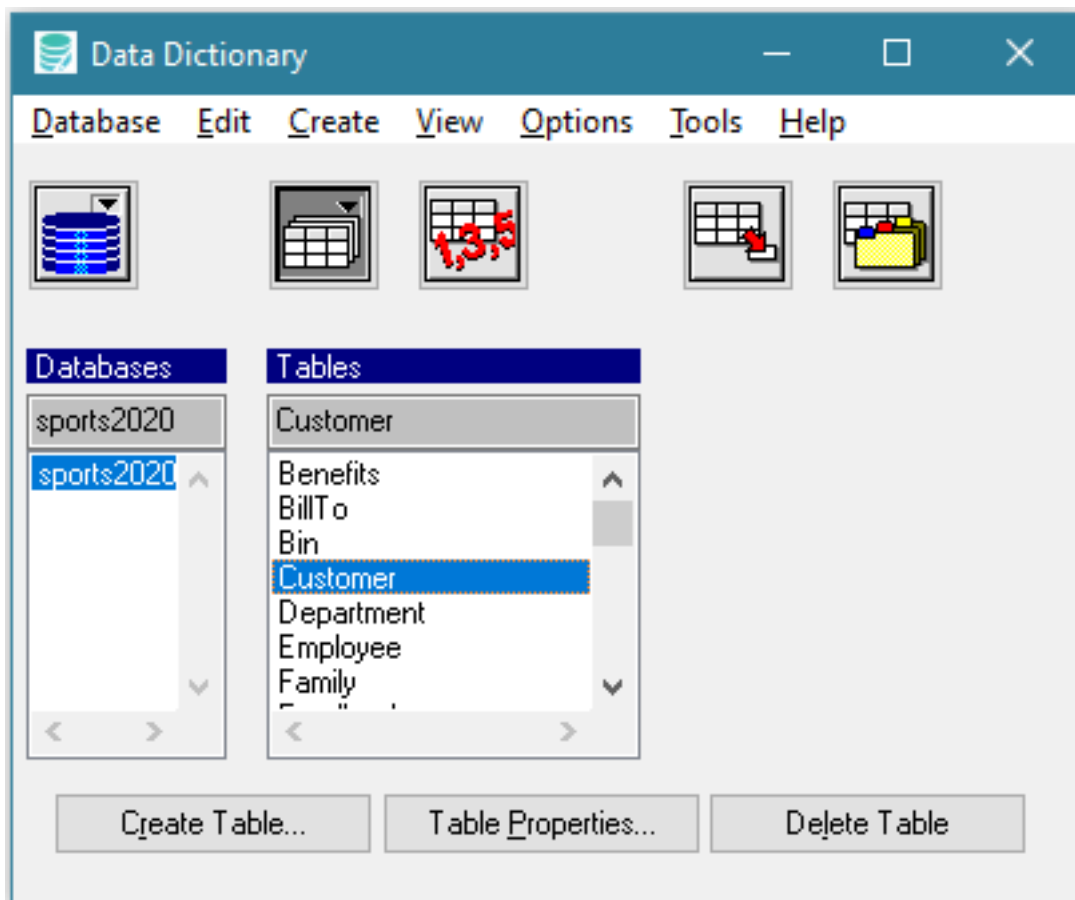 Data Dictionary
Database Edit Create View Options Tools Help
1,3,5
Databases
Tables
sports2020
Customer
sports2020
Benefits
BillTo
Bin
Customer
Department
Employee
Family
Create Table...
Table Properties...
Delete Table